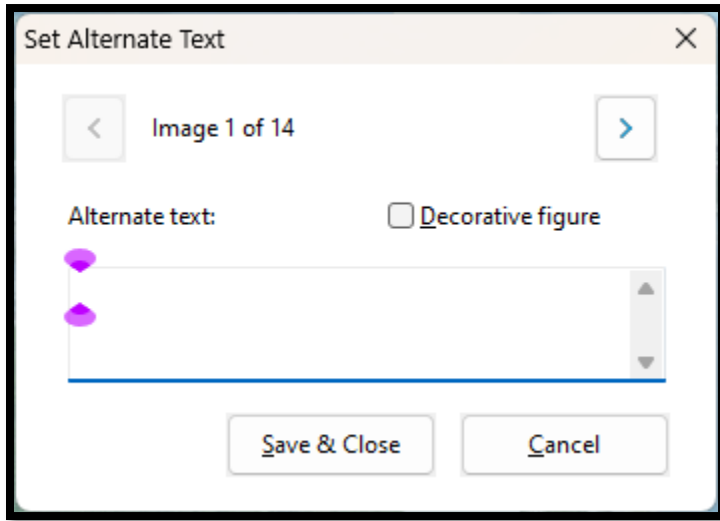 Set Alternate Text
Image 1 of 14
Alternate text:
Decorative figure
Save & Close
Cancel